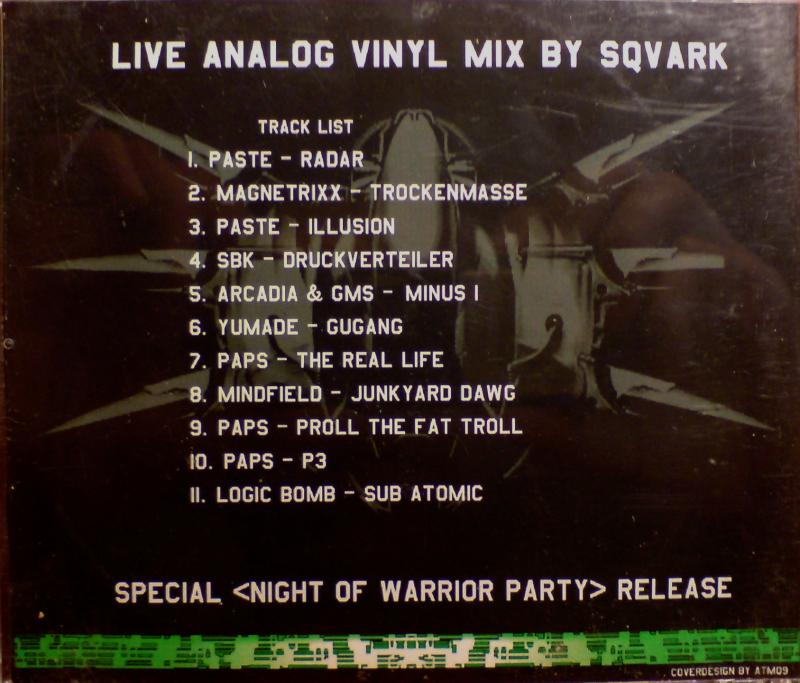 LIVE ANALOG VINYL MIX BY SQVARK
TRACK LIST
1. PASTE - RADAR
2. MAGNETRIXX - TROCKENMASSE
3. PASTE - ILLUSION
4. SBK - DRUCKVERTEILER
5. ARCADIA & GMS - MINUS 1
6. YUMADE - GUGANG
7. PAPS - THE REAL LIFE
8. MINDFIELD - JUNKYARD DAWG
9. PAPS - PROLL THE FAT TROLL
10. PAPS - P3
11. LOGIC BOMB - SUB ATOMIC
SPECIAL <NIGHT OF WARRIOR PARTY> RELEASE
COVERDESIGN BY ATMO9